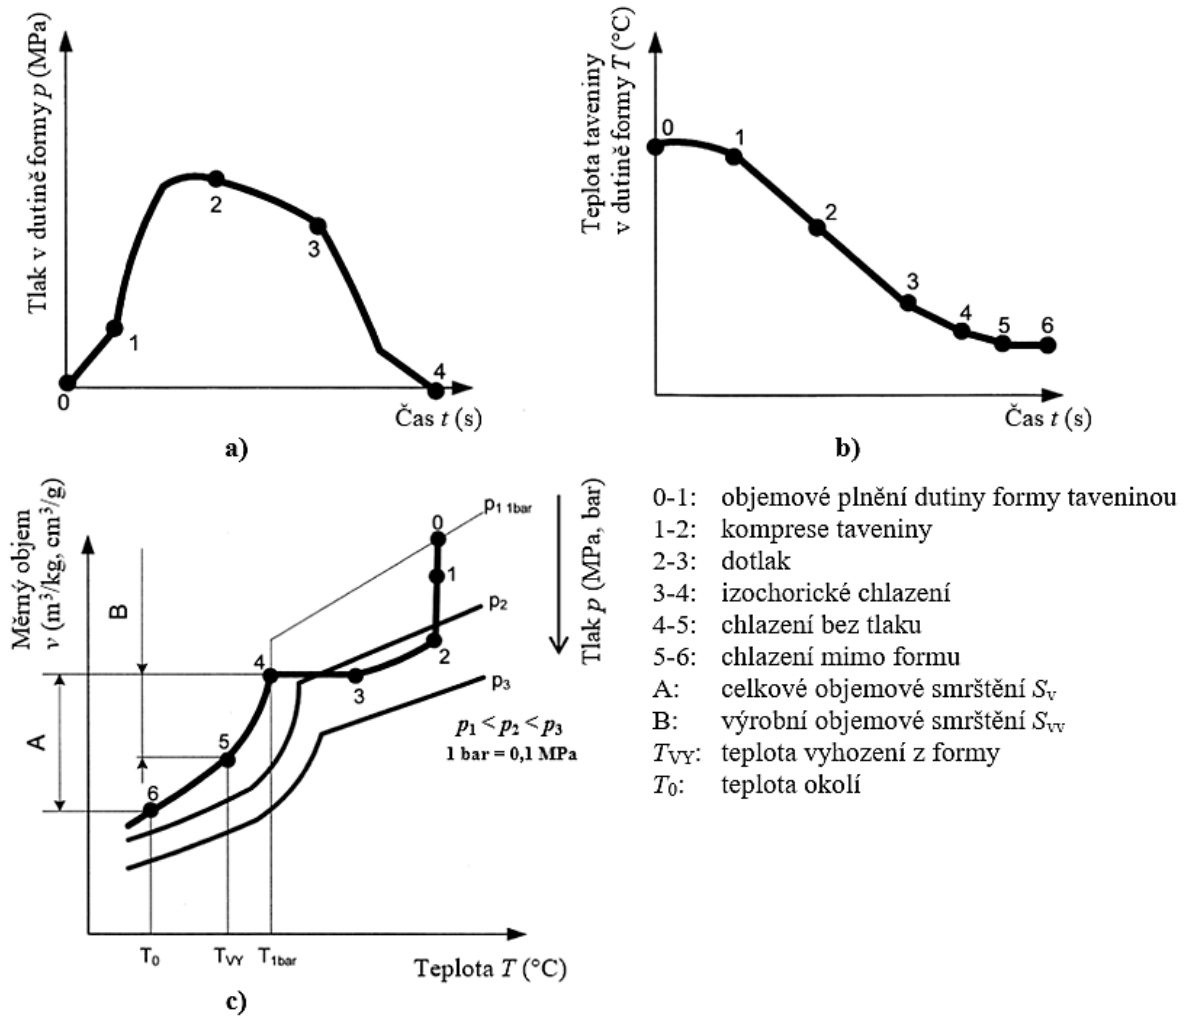 Tlak v dutině formy p (MPa)
0
1
2
3
4
Čas t (s)
a)
Teplota taveniny
v dutině formy T (°C)
0
1
2
3
4
5
6
Čas t (s)
b)
Měrný objem
v (m³/kg, cm³/g)
B
A
p1 1bar
0
1
p2
2
4
3
p3
5
6
p1 < p2 < p3
1 bar = 0,1 MPa
Tlak p (MPa, bar)
T0
TVY
T1bar
Teplota T (°C)
c)
0-1: objemové plnění dutiny formy taveninou
1-2: komprese taveniny
2-3: dotlak
3-4: izochorické chlazení
4-5: chlazení bez tlaku
5-6: chlazení mimo formu
A: celkové objemové smrštění Sv
B: výrobní objemové smrštění Svv
TVY: teplota vyhození z formy
T0: teplota okolí